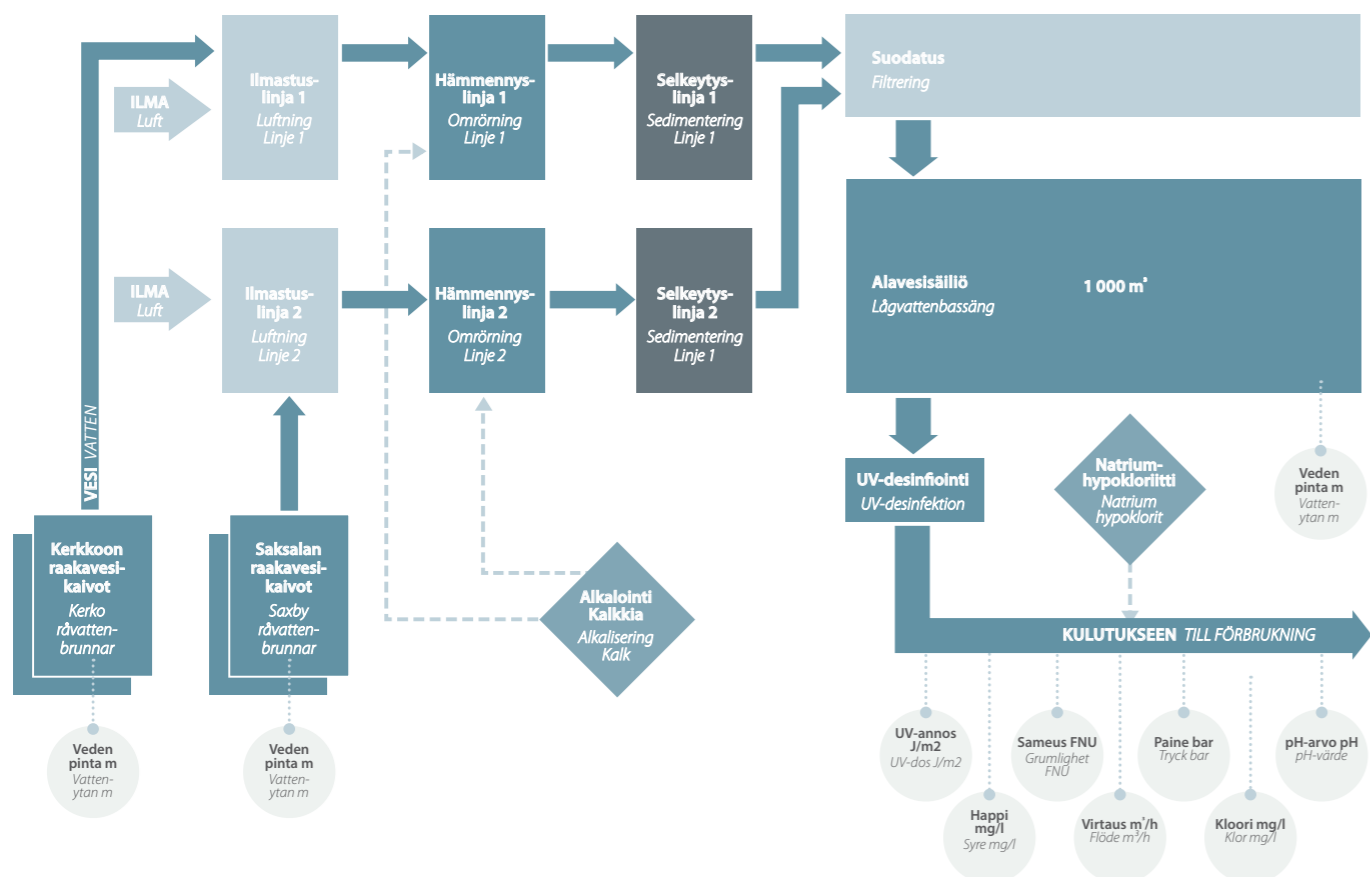 Ilmastus-
linja 1
Luftning
Linje 1
Hämmennys-
linja 1
Omrörning
Linje 1
Selkeytys-
linja 1
Sedimentering
Linje 1
Suodatus
Filtrering
ILMA
Luft
ILMA
Luft
Ilmastus-
linja 2
Luftning
Linje 2
Hämmennys-
linja 2
Omrörning
Linje 2
Selkeytys-
linja 2
Sedimentering
Linje 1
Alavesisäiliö
Lågvattenbassäng
1 000 m³
VESI VATTEN
UV-desinfiointi
UV-desinfektion
Natrium-
hypokloriitti
Natrium
hypoklorit
Veden
pinta m
Vatten-
ytan m
Kerkkoon
raakavesi-
kaivot
Kerko
råvatten-
brunnar
Saksalan
raakavesi-
kaivot
Saxby
råvatten-
brunnar
Alkalointi
Kalkkia
Alkalisering
Kalk
KULUTUKSEEN TILL FÖRBRUKNING
Veden
pinta m
Vatten-
ytan m
Veden
pinta m
Vatten-
ytan m
UV-annos
J/m2
UV-dos J/m2
Happi
mg/l
Syre mg/l
Sameus FNU
Grumlighet
FNU
Virtaus m³/h
Flöde m³/h
Paine bar
Tryck bar
Kloori mg/l
Klor mg/l
pH-arvo pH
pH-värde